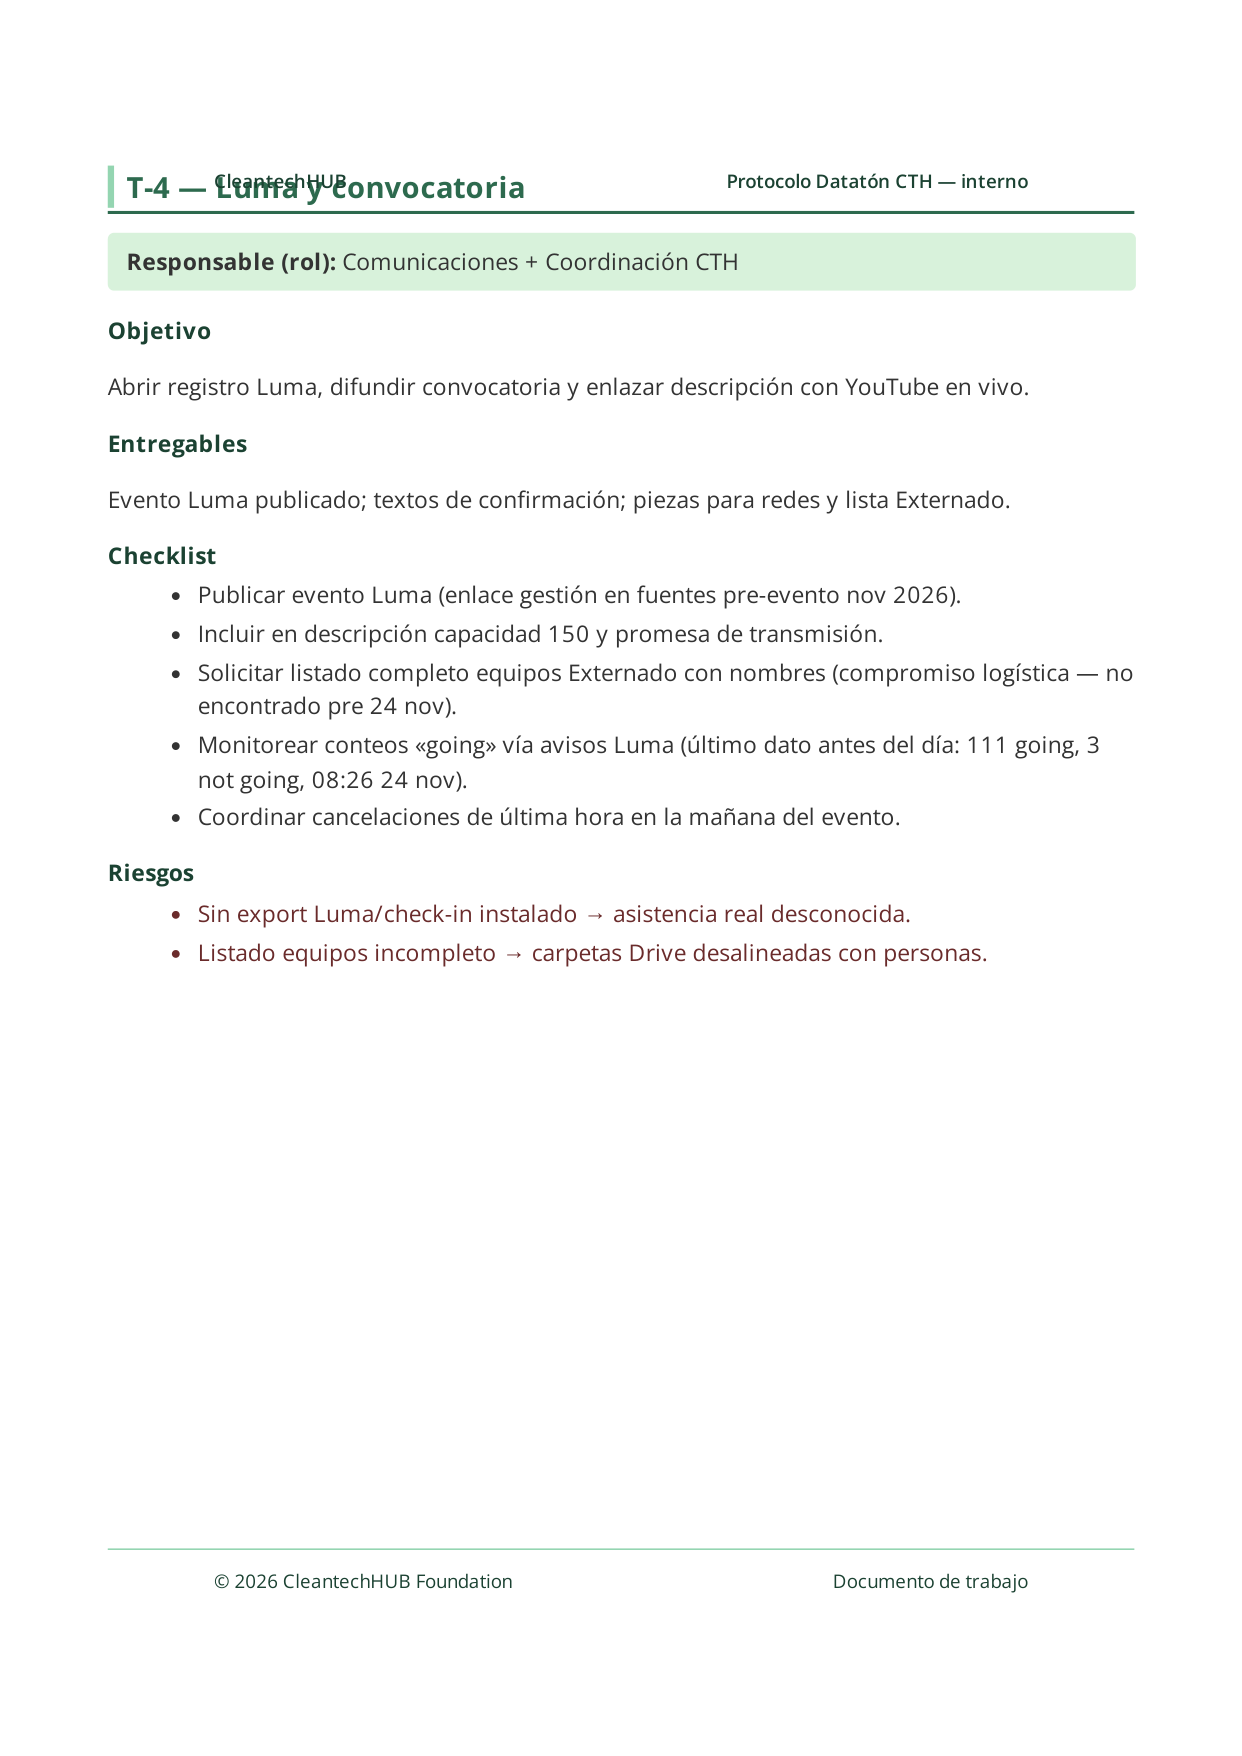 CleantechHUB
Protocolo Datatón CTH — interno
T-4 — Luma y convocatoria
Responsable (rol): Comunicaciones + Coordinación CTH
Objetivo
Abrir registro Luma, difundir convocatoria y enlazar descripción con YouTube en vivo.
Entregables
Evento Luma publicado; textos de confirmación; piezas para redes y lista Externado.
Checklist
• Publicar evento Luma (enlace gestión en fuentes pre-evento nov 2026).
• Incluir en descripción capacidad 150 y promesa de transmisión.
• Solicitar listado completo equipos Externado con nombres (compromiso logística — no
encontrado pre 24 nov).
• Monitorear conteos «going» vía avisos Luma (último dato antes del día: 111 going, 3
not going, 08:26 24 nov).
• Coordinar cancelaciones de última hora en la mañana del evento.
Riesgos
• Sin export Luma/check-in instalado → asistencia real desconocida.
• Listado equipos incompleto → carpetas Drive desalineadas con personas.
© 2026 CleantechHUB Foundation
Documento de trabajo